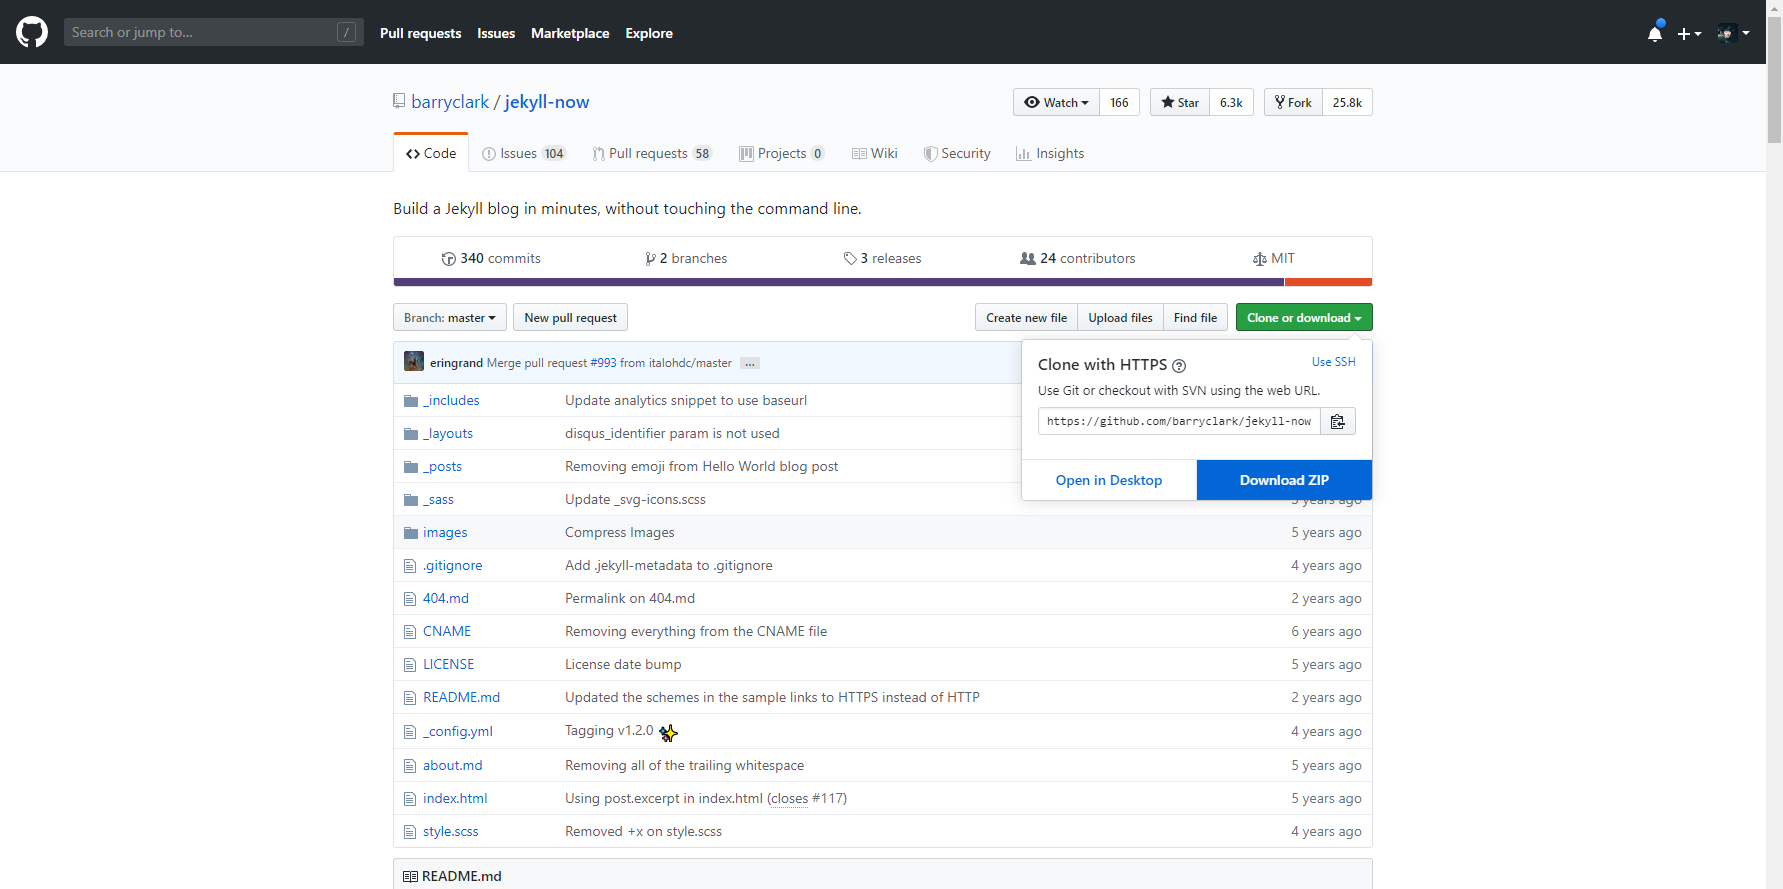 Search or jump to... /
Pull requests Issues Marketplace Explore
barryclark / jekyll-now
Watch 166 Star 6.3k Fork 25.8k
Code Issues 104 Pull requests 58 Projects 0 Wiki Security Insights
Build a Jekyll blog in minutes, without touching the command line.
340 commits 2 branches 3 releases 24 contributors MIT
Branch: master New pull request Create new file Upload files Find file Clone or download
eringrand Merge pull request #993 from italohdc/master ...
Clone with HTTPS ? Use SSH
Use Git or checkout with SVN using the web URL.
https://github.com/barryclark/jekyll-now
Open in Desktop Download ZIP
_includes Update analytics snippet to use baseurl
_layouts disqus_identifier param is not used
_posts Removing emoji from Hello World blog post
_sass Update _svg-icons.scss 5 years ago
images Compress Images 5 years ago
.gitignore Add .jekyll-metadata to .gitignore 4 years ago
404.md Permalink on 404.md 2 years ago
CNAME Removing everything from the CNAME file 6 years ago
LICENSE License date bump 5 years ago
README.md Updated the schemes in the sample links to HTTPS instead of HTTP 2 years ago
_config.yml Tagging v1.2.0 4 years ago
about.md Removing all of the trailing whitespace 5 years ago
index.html Using post.excerpt in index.html (closes #117) 5 years ago
style.scss Removed +x on style.scss 4 years ago
README.md